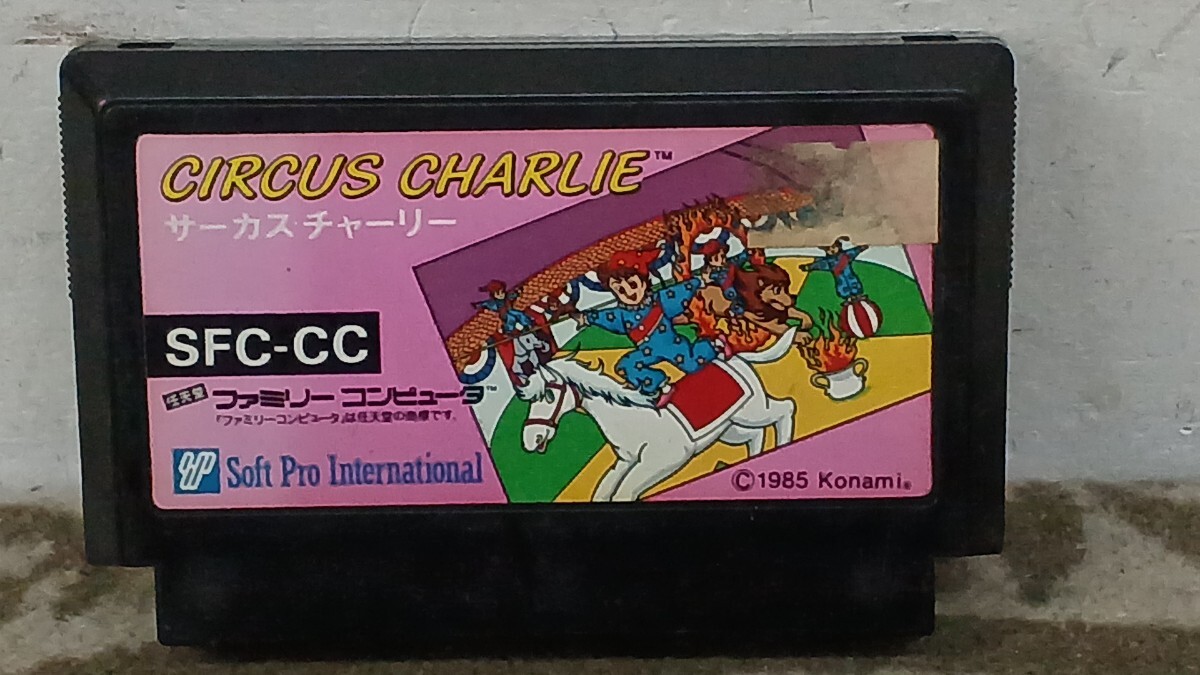 CIRCUS CHARLIE™
サーカスチャーリー
SFC-CC
任天堂 ファミリーコンピュータ™
「ファミリーコンピュータ」は任天堂の商標です。
Soft Pro International
©1985 Konami®